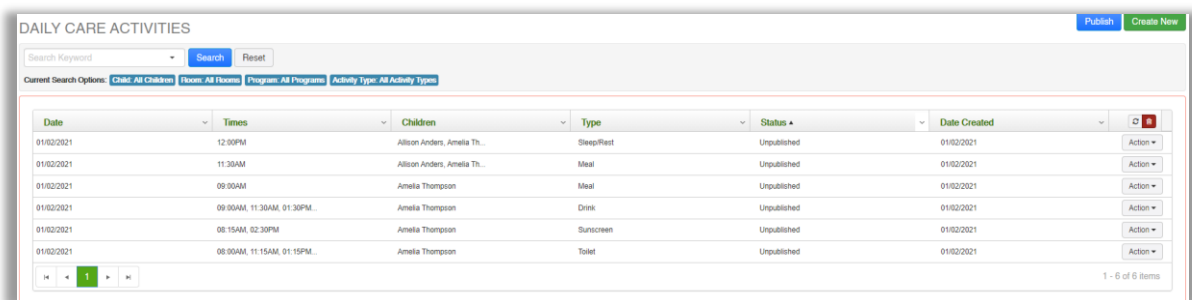 DAILY CARE ACTIVITIES
Publish Create New
Search Keyword Search Reset
Current Search Options: Child: All Children Room: All Rooms Program: All Programs Activity Type: All Activity Types
Date Times Children Type Status Date Created
01/02/2021 12:00PM Allison Anders, Amelia Th... Sleep/Rest Unpublished 01/02/2021 Action
01/02/2021 11:30AM Allison Anders, Amelia Th... Meal Unpublished 01/02/2021 Action
01/02/2021 09:00AM Amelia Thompson Meal Unpublished 01/02/2021 Action
01/02/2021 09:00AM, 11:30AM, 01:30PM... Amelia Thompson Drink Unpublished 01/02/2021 Action
01/02/2021 08:15AM, 02:30PM Amelia Thompson Sunscreen Unpublished 01/02/2021 Action
01/02/2021 08:00AM, 11:15AM, 01:15PM... Amelia Thompson Toilet Unpublished 01/02/2021 Action
1 1 - 6 of 6 items